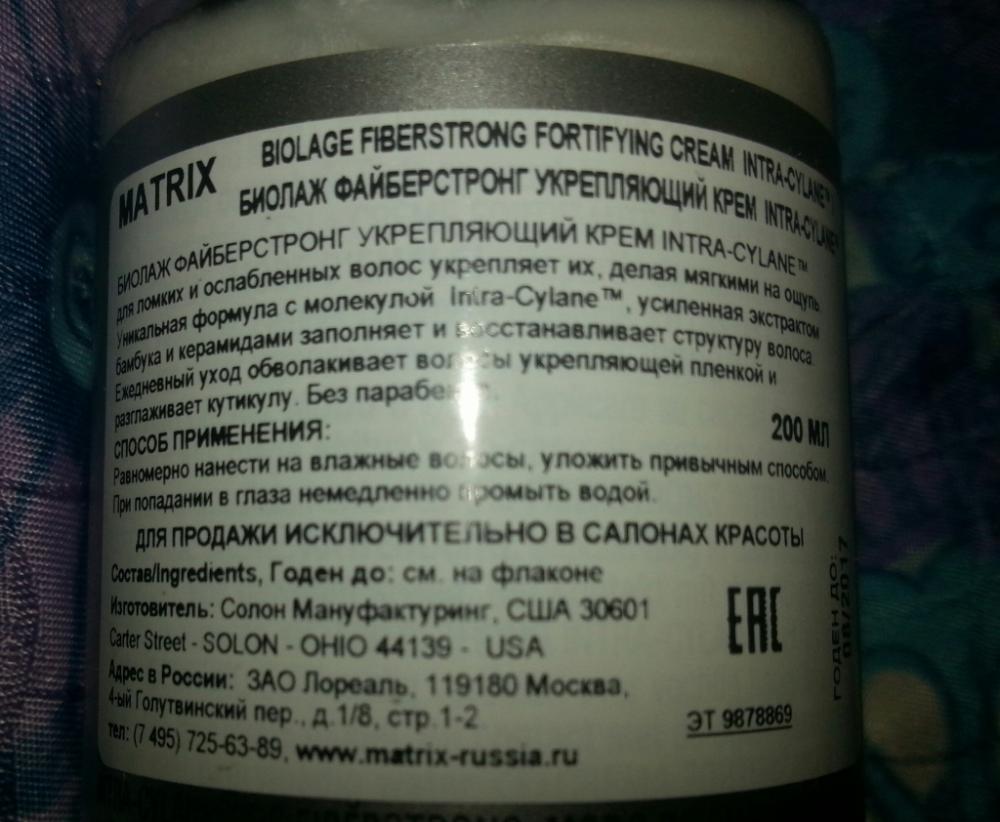 BIOLAGE FIBERSTRONG FORTIFYING CREAM INTRA-CYLANE™
MATRIX
БИОЛАЖ ФАЙБЕРСТРОНГ УКРЕПЛЯЮЩИЙ КРЕМ INTRA-CYLANE™
БИОЛАЖ ФАЙБЕРСТРОНГ УКРЕПЛЯЮЩИЙ КРЕМ INTRA-CYLANE™
для ломких и ослабленных волос укрепляет их, делая мягкими на ощупь.
Уникальная формула с молекулой Intra-Cylane™, усиленная экстрактом
бамбука и керамидами заполняет и восстанавливает структуру волоса.
Ежедневный уход обволакивает волосы укрепляющей пленкой и
разглаживает кутикулу. Без
200 МЛ
СПОСОБ ПРИМЕНЕНИЯ:
Равномерно нанести на влажные волосы, уложить привычным способом.
При попадании в глаза немедленно промыть водой.
ДЛЯ ПРОДАЖИ ИСКЛЮЧИТЕЛЬНО В САЛОНАХ КРАСОТЫ
Состав/Ingredients, Годен до: см. на флаконе
Изготовитель: Солон Мануфактуринг, США 30601
Carter Street - SOLON - OHIO 44139 - USA
Адрес в России: ЗАО Лореаль, 119180 Москва,
4-ый Голутвинский пер., д.1/8, стр.1-2
тел: (7 495) 725-63-89, www.matrix-russia.ru
EAC
ЭТ 9878869
ГОДЕН ДО:
08/2017